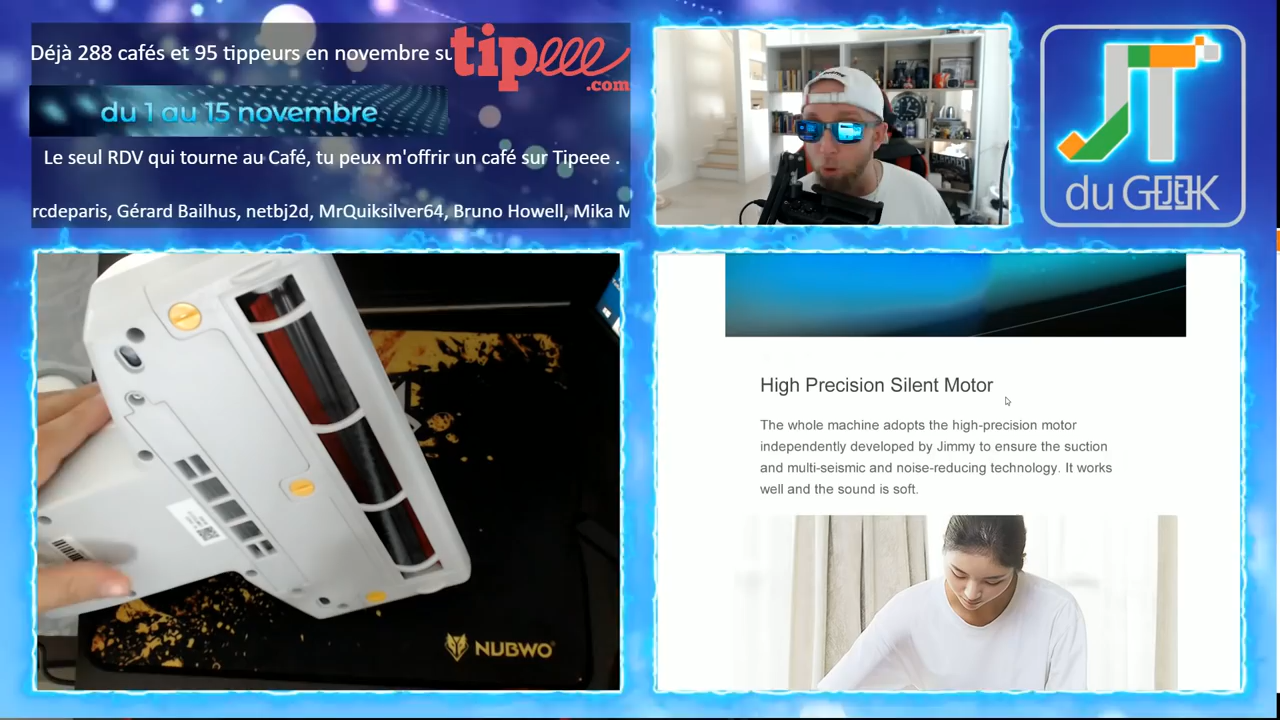 Déjà 288 cafés et 95 tippeurs en novembre su
tipeee
.com
du 1 au 15 novembre
Le seul RDV qui tourne au Café, tu peux m'offrir un café sur Tipeee .
rcdeparis, Gérard Bailhus, netbj2d, MrQuiksilver64, Bruno Howell, Mika M
JT
du GEEK
NUBWO
High Precision Silent Motor
The whole machine adopts the high-precision motor
independently developed by Jimmy to ensure the suction
and multi-seismic and noise-reducing technology. It works
well and the sound is soft.